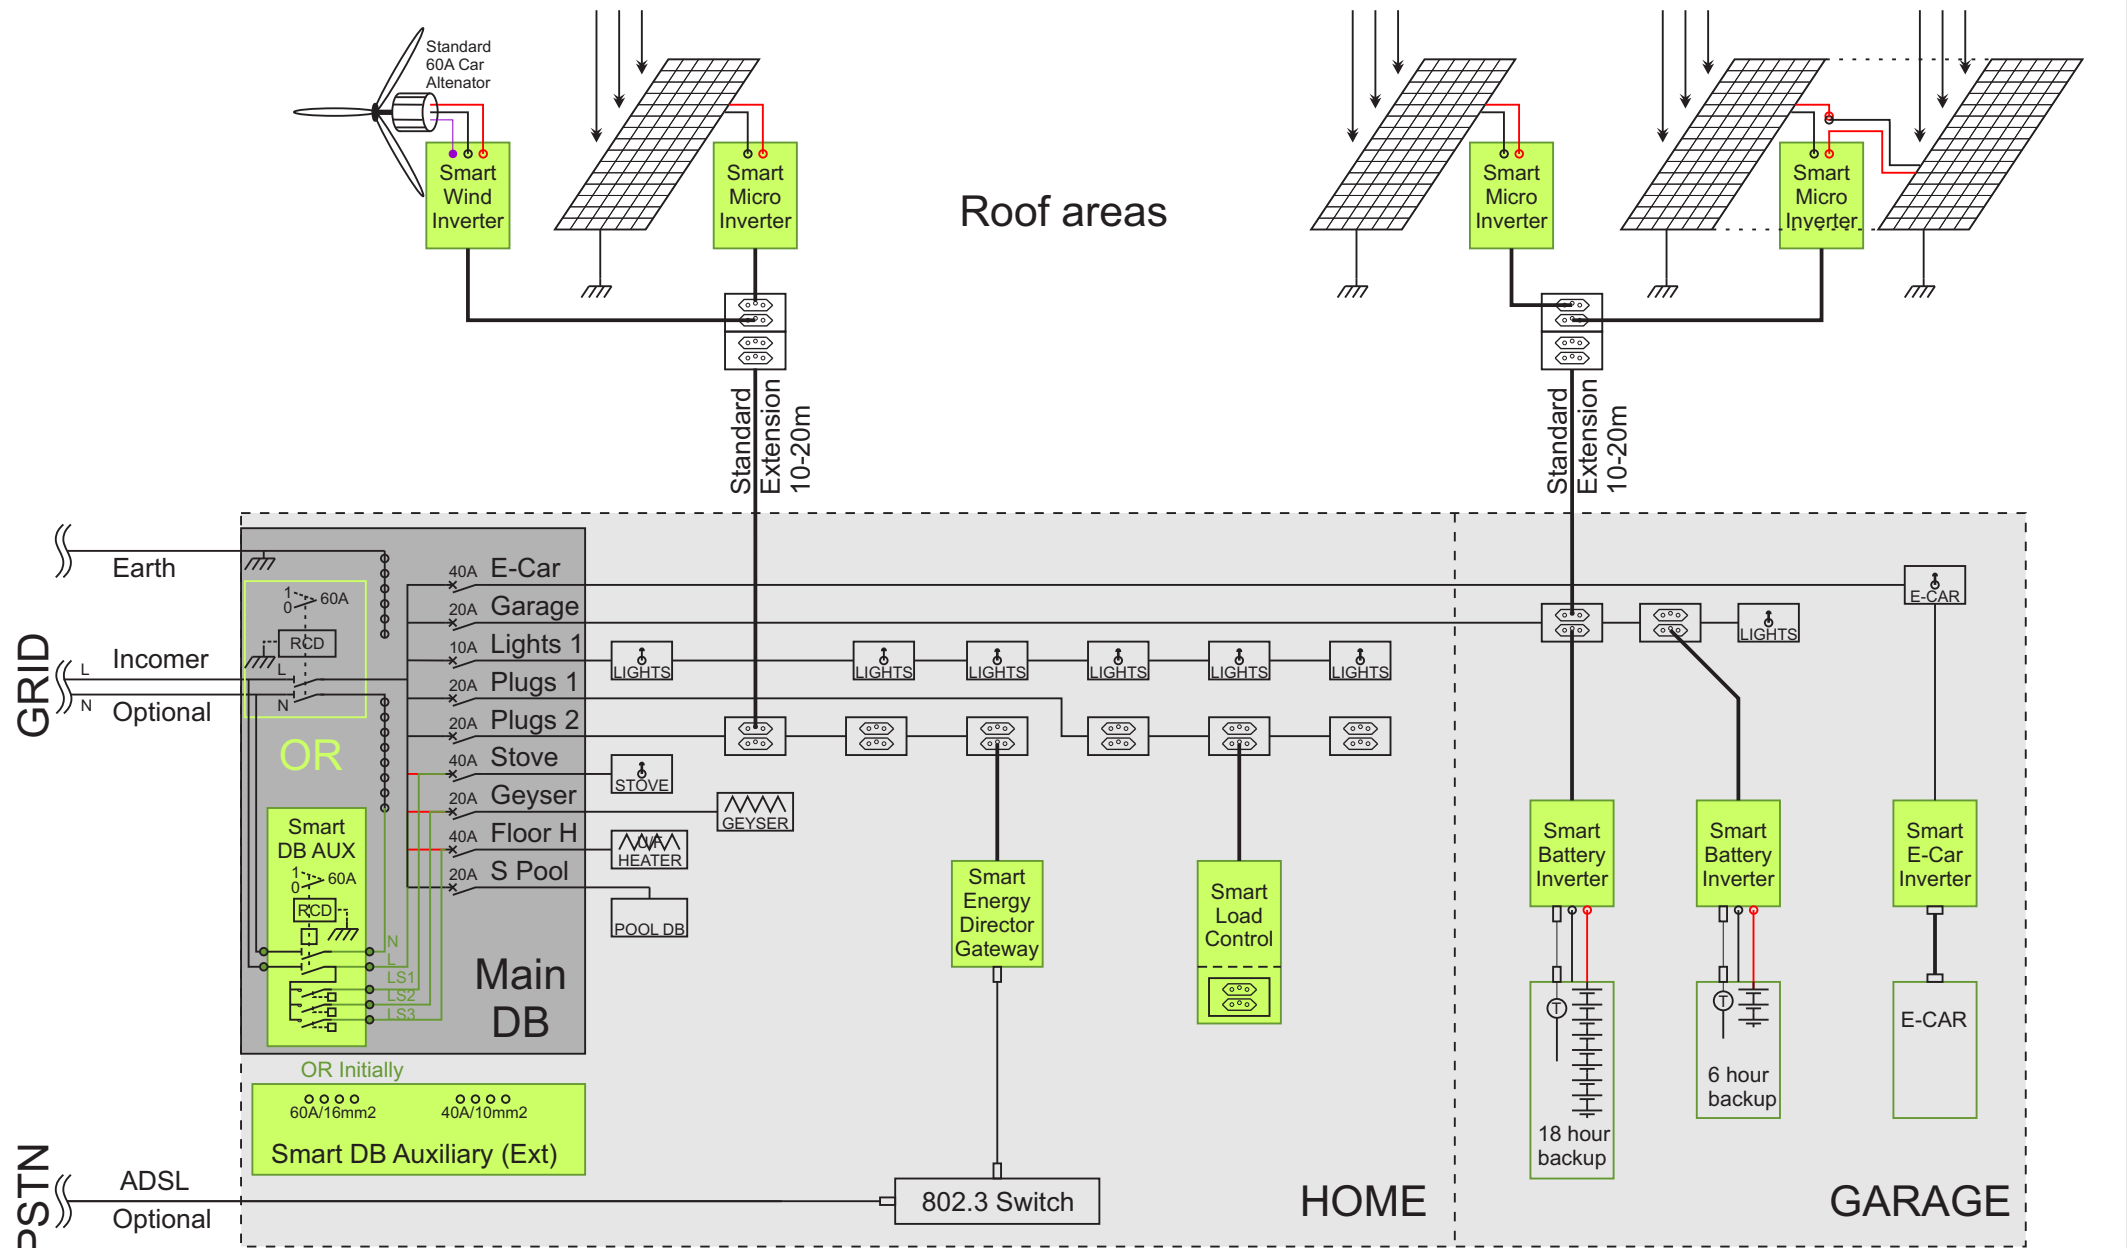 Standard
60A Car
Altenator
Smart
Wind
Inverter
Smart
Micro
Inverter
Roof areas
Smart
Micro
Inverter
Smart
Micro
Inverter
Standard
Extension
10-20m
Standard
Extension
10-20m
GRID
Earth
L
Incomer
N
Optional
1
0
60A
RCD
L
N
OR
40A E-Car
20A Garage
10A Lights 1
20A Plugs 1
20A Plugs 2
40A Stove
20A Geyser
40A Floor H
20A S Pool
LIGHTS
LIGHTS
LIGHTS
LIGHTS
LIGHTS
LIGHTS
STOVE
GEYSER
U/F
HEATER
POOL DB
E-CAR
LIGHTS
Smart
DB AUX
1
0
60A
RCD
N
L
LS1
LS2
LS3
Main
DB
Smart
Energy
Director
Gateway
Smart
Load
Control
Smart
Battery
Inverter
Smart
Battery
Inverter
Smart
E-Car
Inverter
T
18 hour
backup
T
6 hour
backup
E-CAR
OR Initially
60A/16mm2
40A/10mm2
Smart DB Auxiliary (Ext)
PSTN
ADSL
Optional
802.3 Switch
HOME
GARAGE